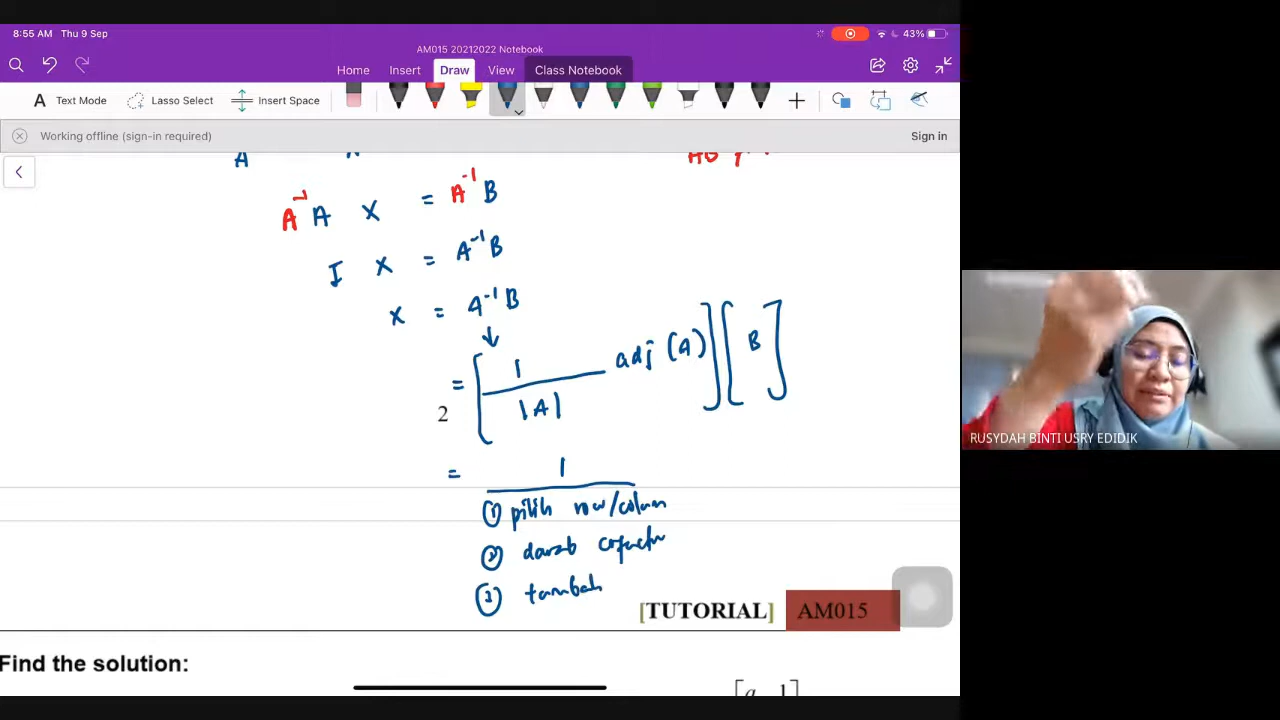 8:55 AM Thu 9 Sep
43%
AM015 20212022 Notebook
Home Insert Draw View Class Notebook
A Text Mode Lasso Select Insert Space
Working offline (sign-in required) Sign in
A⁻¹ A X = A⁻¹ B
I X = A⁻¹ B
X = A⁻¹ B
= [ 1 / |A| adj (A) ] [ B ]
2
= 1
① pilih row/column
② darab cofactor
③ tambah
[TUTORIAL] AM015
Find the solution:
RUSYDAH BINTI USRY EDIDIK